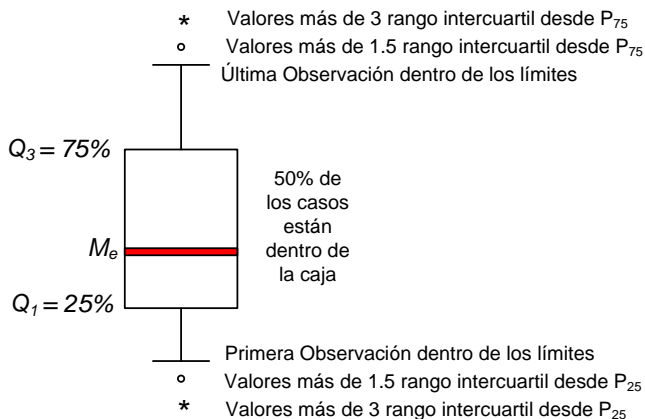 * Valores más de 3 rango intercuartil desde P75
Valores más de 1.5 rango intercuartil desde P75
Última Observación dentro de los límites
Q3 = 75%
50% de
los casos
están
dentro de
la caja
Me
Q1 = 25%
Primera Observación dentro de los límites
Valores más de 1.5 rango intercuartil desde P25
* Valores más de 3 rango intercuartil desde P25